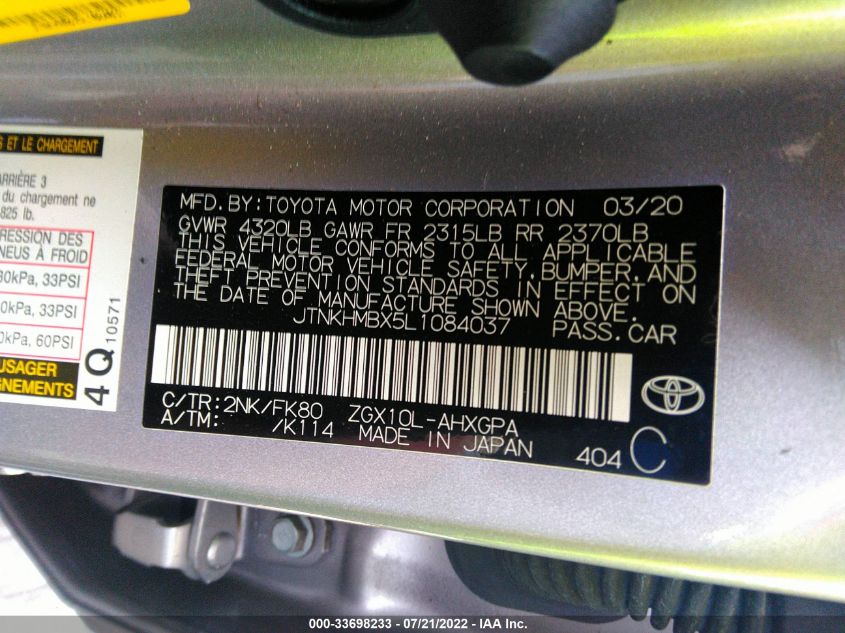 S ET LE CHARGEMENT
ARRIÈRE 3
du chargement ne
825 lb.
RESSION DES
NEUS À FROID
30kPa, 33PSI
0kPa, 33PSI
0kPa, 60PSI
USAGER
GNEMENTS
4Q 10571
MFD. BY: TOYOTA MOTOR CORPORATION 03/20
GVWR 4320LB GAWR FR 2315LB RR 2370LB
THIS VEHICLE CONFORMS TO ALL APPLICABLE
FEDERAL MOTOR VEHICLE SAFETY, BUMPER, AND
THEFT PREVENTION STANDARDS IN EFFECT ON
THE DATE OF MANUFACTURE SHOWN ABOVE.
JTNKHMBX5L1084037 PASS. CAR
C/TR: 2NK/FK80 ZGX10L-AHXGPA
A/TM: /K114 MADE IN JAPAN 404 C
000-33698233 - 07/21/2022 - IAA Inc.